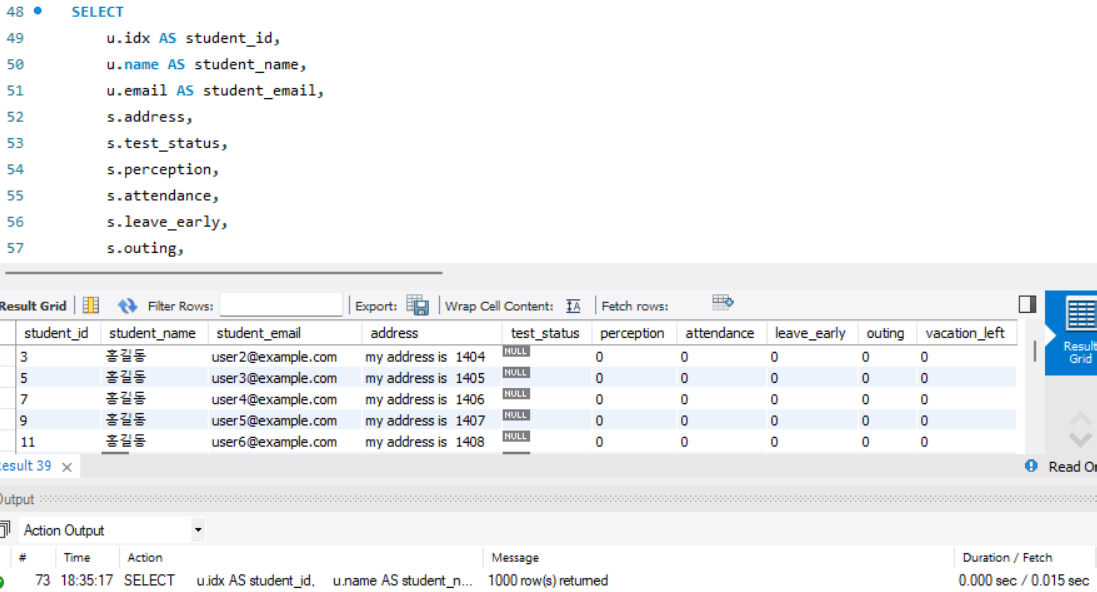 48 SELECT
49 u.idx AS student_id,
50 u.name AS student_name,
51 u.email AS student_email,
52 s.address,
53 s.test_status,
54 s.perception,
55 s.attendance,
56 s.leave_early,
57 s.outing,
Result Grid Filter Rows: Export: Wrap Cell Content: Fetch rows:
student_id student_name student_email address test_status perception attendance leave_early outing vacation_left
3 홍길동 user2@example.com my address is 1404 NULL 0 0 0 0 0
5 홍길동 user3@example.com my address is 1405 NULL 0 0 0 0 0
7 홍길동 user4@example.com my address is 1406 NULL 0 0 0 0 0
9 홍길동 user5@example.com my address is 1407 NULL 0 0 0 0 0
11 홍길동 user6@example.com my address is 1408 NULL 0 0 0 0 0
Result
Grid
esult 39 Read On
Output
Action Output
# Time Action Message Duration / Fetch
73 18:35:17 SELECT u.idx AS student_id, u.name AS student_n... 1000 row(s) returned 0.000 sec / 0.015 sec